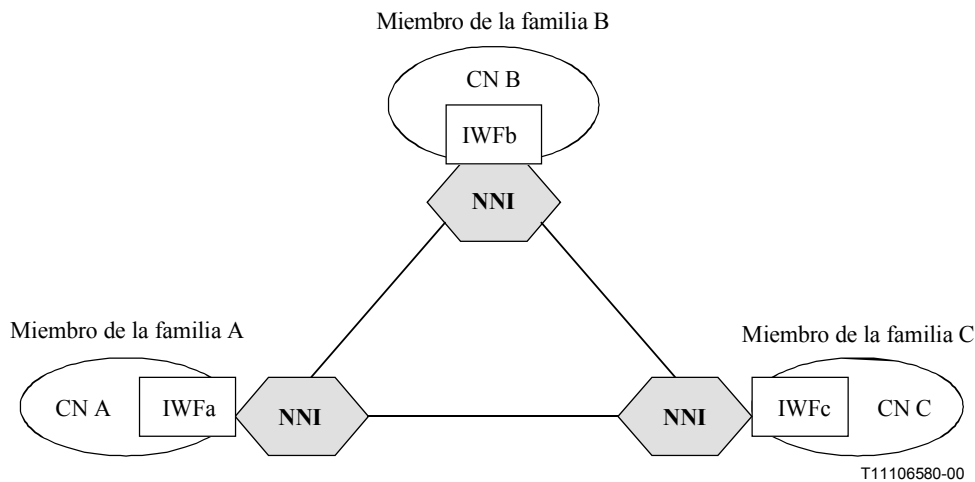 Miembro de la familia B
CN B
IWFb
NNI
Miembro de la familia A
Miembro de la familia C
CN A
IWFa
NNI
NNI
IWFc
CN C
T11106580-00